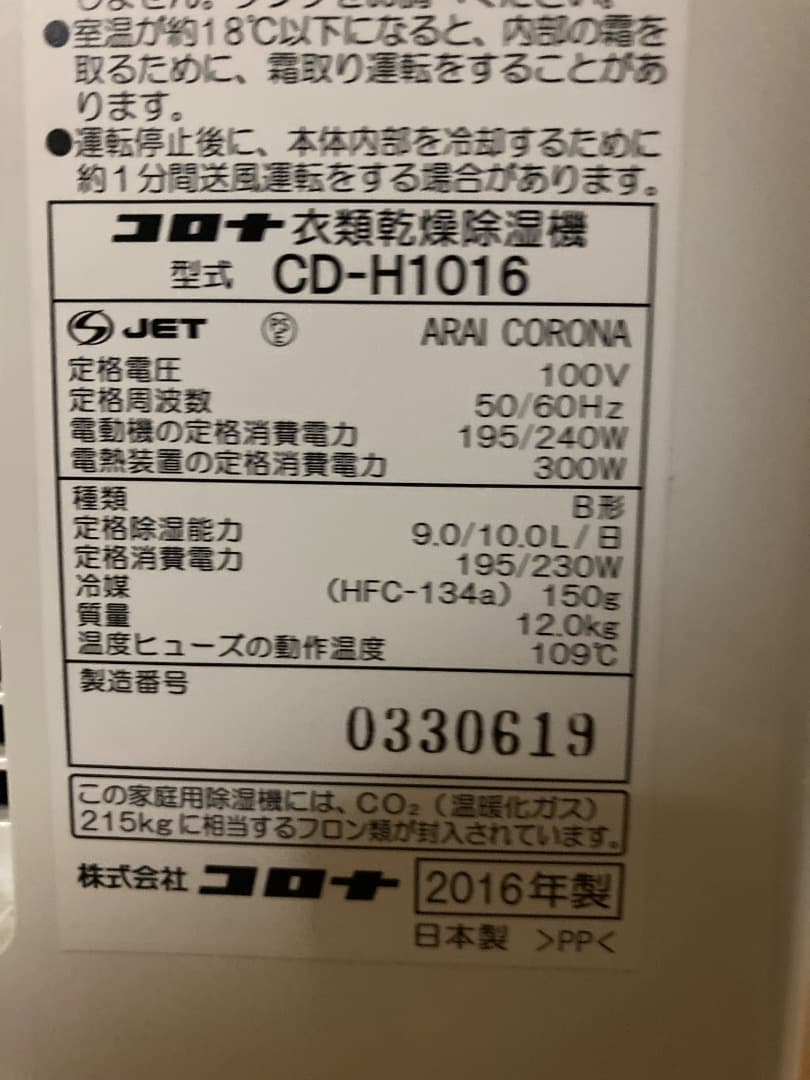 ●室温が約18℃以下になると、内部の霜を
取るために、霜取り運転をすることがあ
ります。
●運転停止後に、本体内部を冷却するために
約1分間送風運転をする場合があります。
コロナ衣類乾燥除湿機
型式 CD-H1016
JET PSE ARAI CORONA
定格電圧 100V
定格周波数 50/60Hz
電動機の定格消費電力 195/240W
電熱装置の定格消費電力 300W
種類 B形
定格除湿能力 9.0/10.0L/日
定格消費電力 195/230W
冷媒 (HFC-134a) 150g
質量 12.0kg
温度ヒューズの動作温度 109℃
製造番号
0330619
この家庭用除湿機には、CO₂(温暖化ガス)
215kgに相当するフロン類が封入されています。
株式会社 コロナ 2016年製
日本製 >PP<